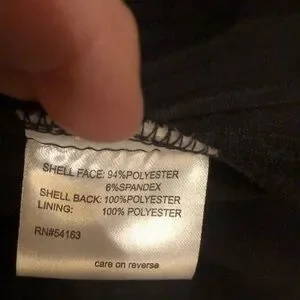 SHELL FACE: 94%POLYESTER
6%SPANDEX
SHELL BACK: 100%POLYESTER
LINING: 100% POLYESTER
RN#54163
care on reverse